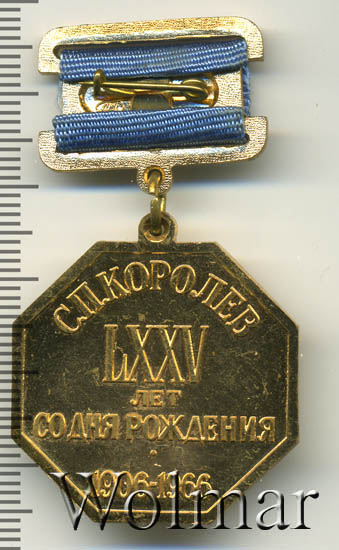 С.П.КОРОЛЕВ
LXXV
ЛЕТ
СО ДНЯ РОЖДЕНИЯ
1906-1966
Wolmar